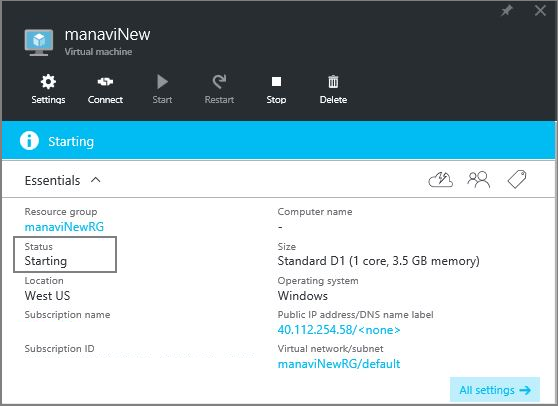 manaviNew
Virtual machine
Settings Connect Start Restart Stop Delete
Starting
Essentials
Resource group
manaviNewRG
Computer name
-
Status
Starting
Size
Standard D1 (1 core, 3.5 GB memory)
Location
West US
Operating system
Windows
Subscription name
Public IP address/DNS name label
40.112.254.58/<none>
Subscription ID
Virtual network/subnet
manaviNewRG/default
All settings